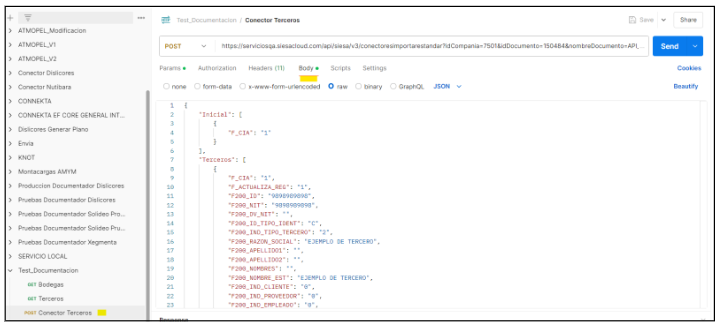 Test_Documentacion / Conector Terceros
Save
Share
ATMOPEL_Modificacion
ATMOPEL_V1
ATMOPEL_V2
Conector Dislicores
Conector Nutibara
CONNEKTA
CONNEKTA EF CORE GENERAL INT...
Dislicores Generar Plano
Envia
KNOT
Montacargas AMYM
Produccion Documentador Dislicores
Pruebas Documentador Dislicores
Pruebas Documentador Solideo Pro...
Pruebas Documentador Solideo Pru...
Pruebas Documentador Xegmenta
SERVICIO LOCAL
Test_Documentacion
GET Bodegas
GET Terceros
POST Conector Terceros
POST
https://serviciosqa.siesacloud.com/api/siesa/v3/conectoresimportarestandar?idCompania=7501&idDocumento=150484&nombreDocumento=API_
Send
Params
Authorization
Headers (11)
Body
Scripts
Settings
Cookies
none
form-data
x-www-form-urlencoded
raw
binary
GraphQL
JSON
Beautify
1 {
2 "Inicial": [
3 {
4 "F_CIA": "1"
5 }
6 ],
7 "Terceros": [
8 {
9 "F_CIA": "1",
10 "F_ACTUALIZA_REG": "1",
11 "F200_ID": "9898989898",
12 "F200_NIT": "9898989898",
13 "F200_DV_NIT": "",
14 "F200_ID_TIPO_IDENT": "C",
15 "F200_IND_TIPO_TERCERO": "2",
16 "F200_RAZON_SOCIAL": "EJEMPLO DE TERCERO",
17 "F200_APELLIDO1": "",
18 "F200_APELLIDO2": "",
19 "F200_NOMBRES": "",
20 "F200_NOMBRE_EST": "EJEMPLO DE TERCERO",
21 "F200_IND_CLIENTE": "0",
22 "F200_IND_PROVEEDOR": "0",
23 "F200_IND_EMPLEADO": "0",
Response